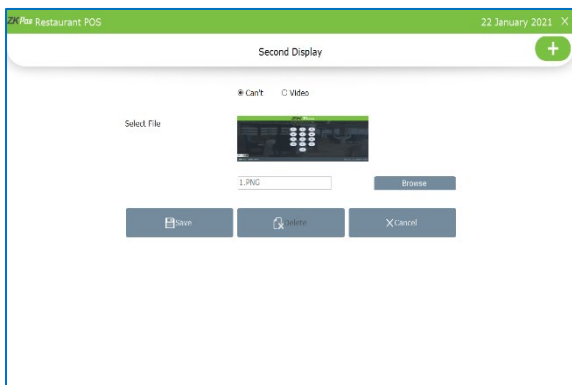 ZKPos Restaurant POS 22 January 2021 X
Second Display
Can't Video
Select File
1.PNG Browse
Save Delete Cancel